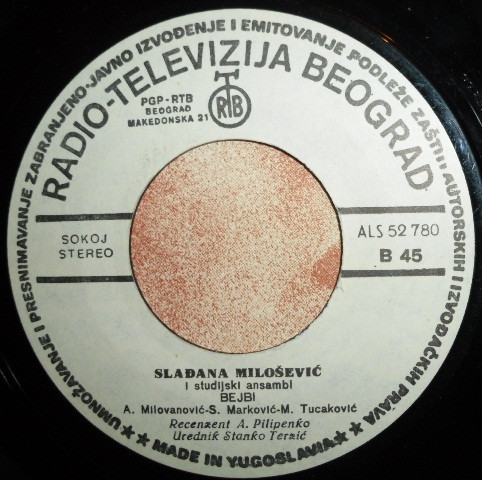 UMNOŽAVANJE I PRESNIMAVANJE ZABRANJENO-JAVNO IZVOĐENJE I EMITOVANJE PODLEŽE ZAŠTITI AUTORSKIH I IZVOĐAČKIH PRAVA
RADIO-TELEVIZIJA BEOGRAD
PGP-RTB
BEOGRAD
MAKEDONSKA 21
RTB
SOKOJ
STEREO
ALS 52 780
B 45
SLAĐANA MILOŠEVIĆ
i studijski ansambl
BEJBI
A. Milovanović-S. Marković-M. Tucaković
Recenzent A. Pilipenko
Urednik Stanko Terzić
★★ MADE IN YUGOSLAVIA ★★